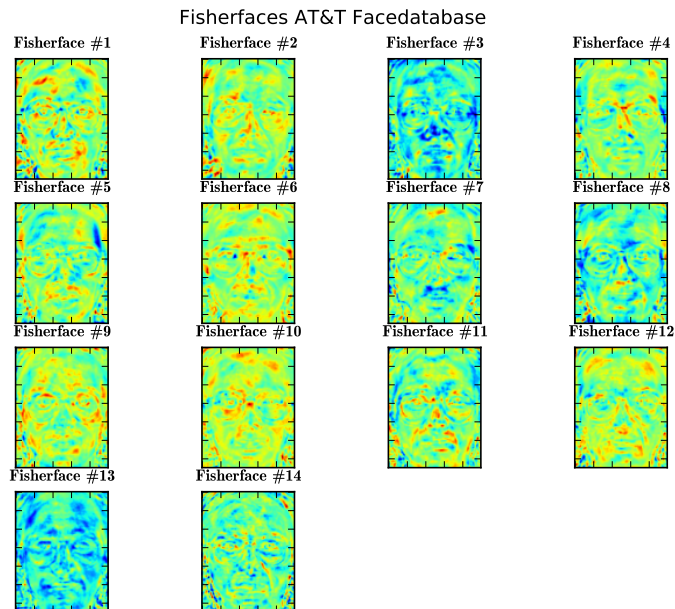 Fisherfaces AT&T Facedatabase
Fisherface #1
Fisherface #2
Fisherface #3
Fisherface #4
Fisherface #5
Fisherface #6
Fisherface #7
Fisherface #8
Fisherface #9
Fisherface #10
Fisherface #11
Fisherface #12
Fisherface #13
Fisherface #14